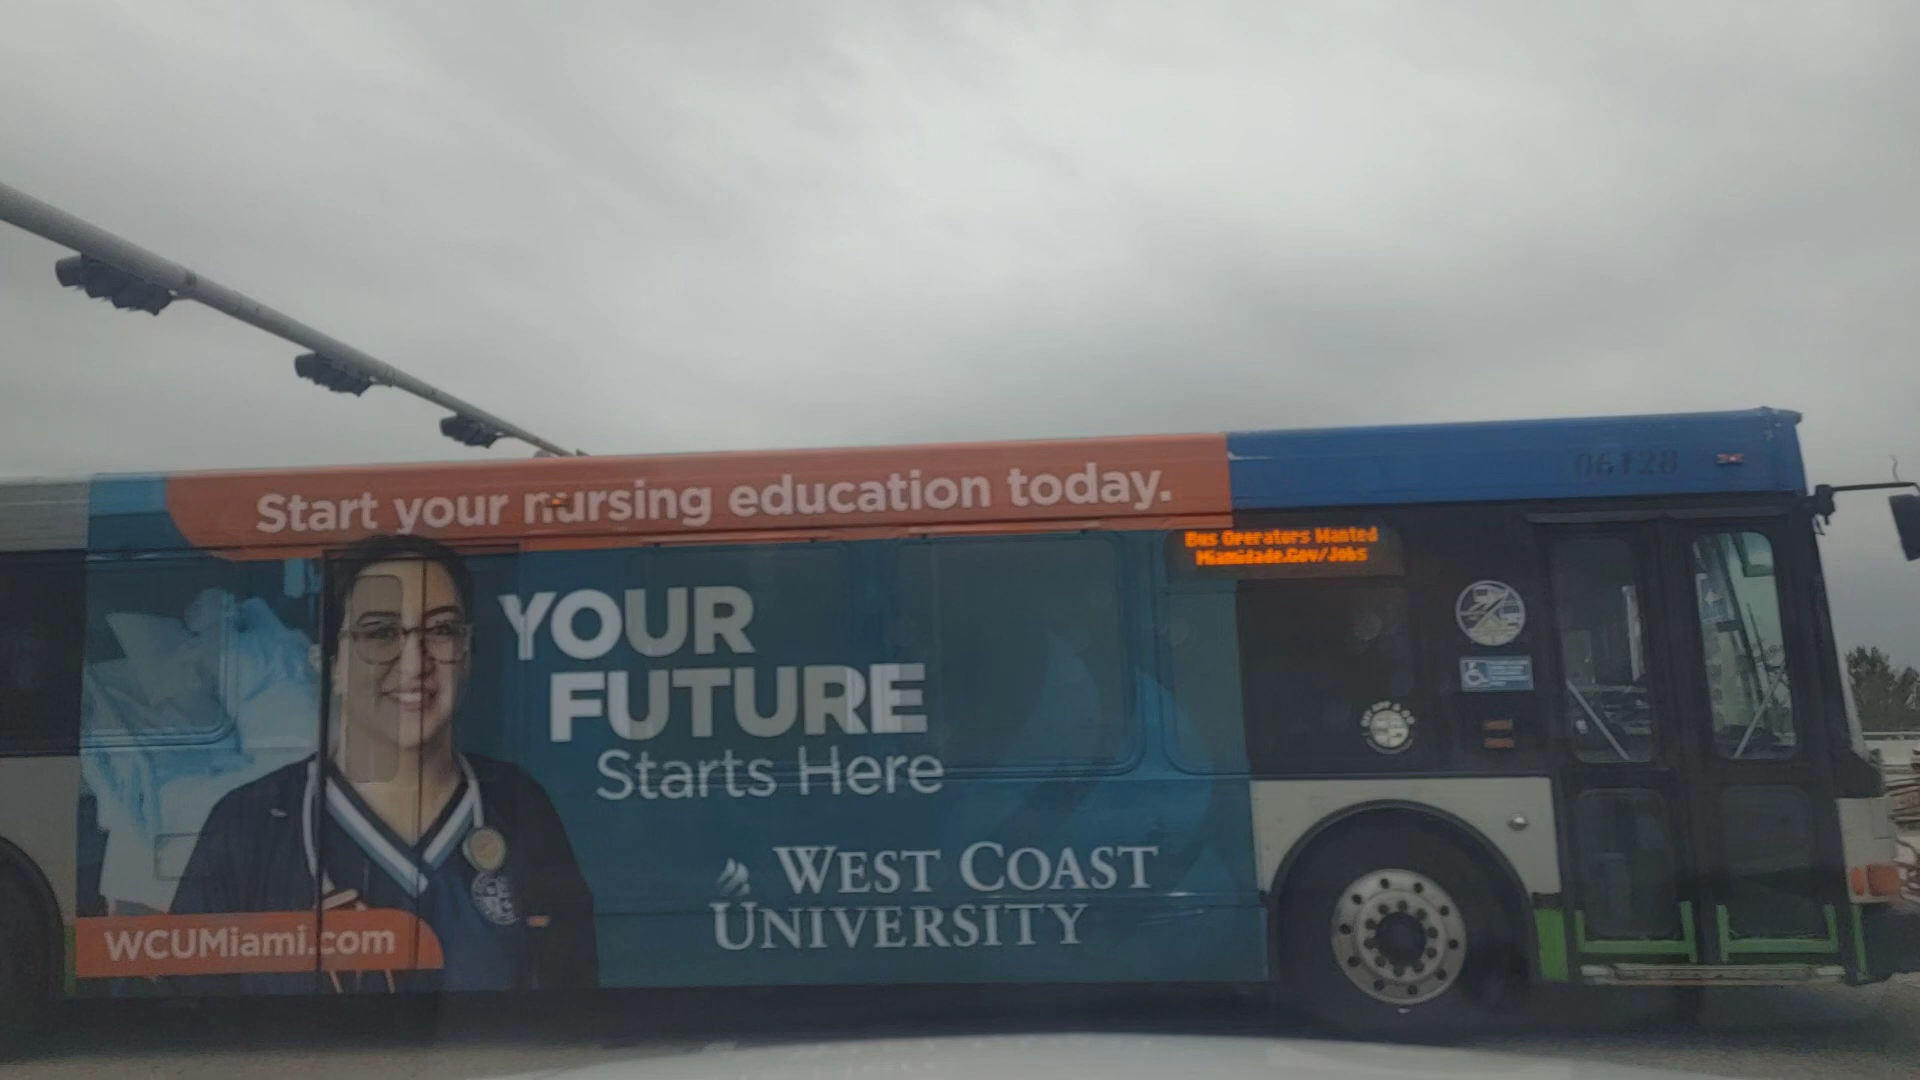 06128
Start your nursing education today.
Bus Operators Wanted
Miamidade.Gov/Jobs
YOUR
FUTURE
Starts Here
WEST COAST
UNIVERSITY
WCUMiami.com